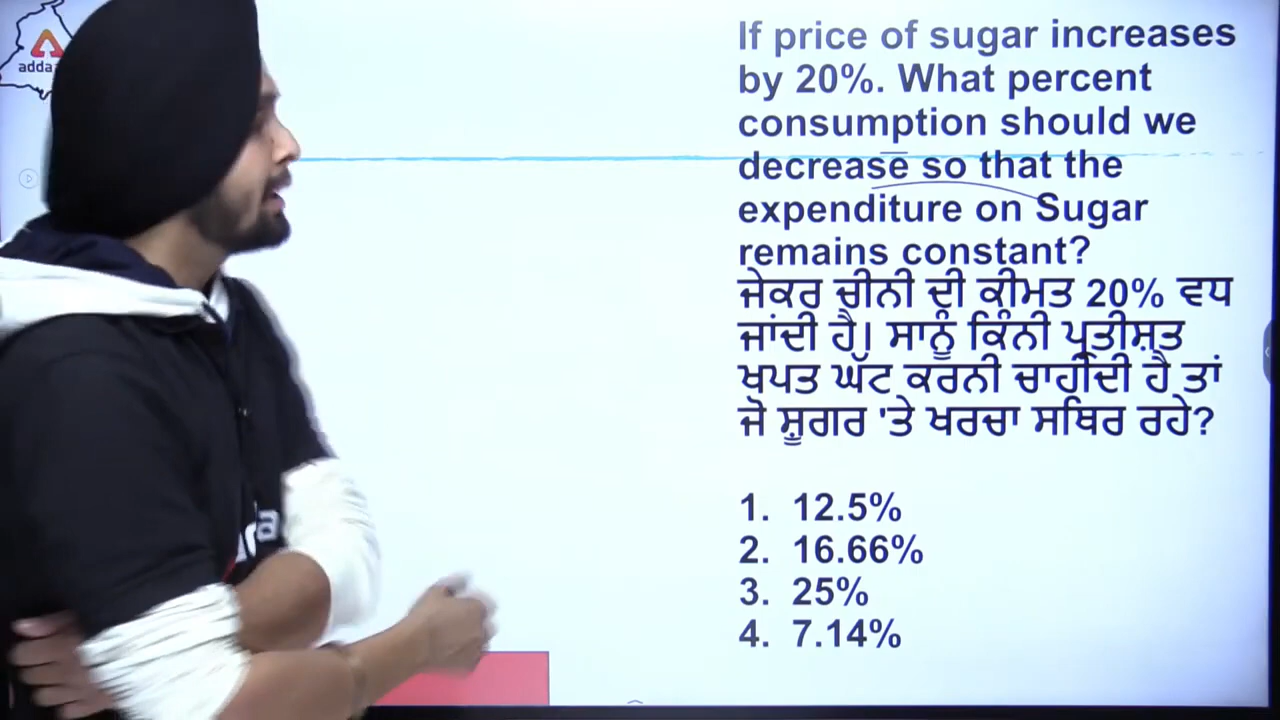 adda
If price of sugar increases
by 20%. What percent
consumption should we
decrease so that the
expenditure on Sugar
remains constant?
ਜੇਕਰ ਚੀਨੀ ਦੀ ਕੀਮਤ 20% ਵਧ
ਜਾਂਦੀ ਹੈ। ਸਾਨੂੰ ਕਿੰਨੀ ਪ੍ਰਤੀਸ਼ਤ
ਖਪਤ ਘੱਟ ਕਰਨੀ ਚਾਹੀਦੀ ਹੈ ਤਾਂ
ਜੋ ਸ਼ੂਗਰ 'ਤੇ ਖਰਚਾ ਸਥਿਰ ਰਹੇ?
1. 12.5%
2. 16.66%
3. 25%
4. 7.14%